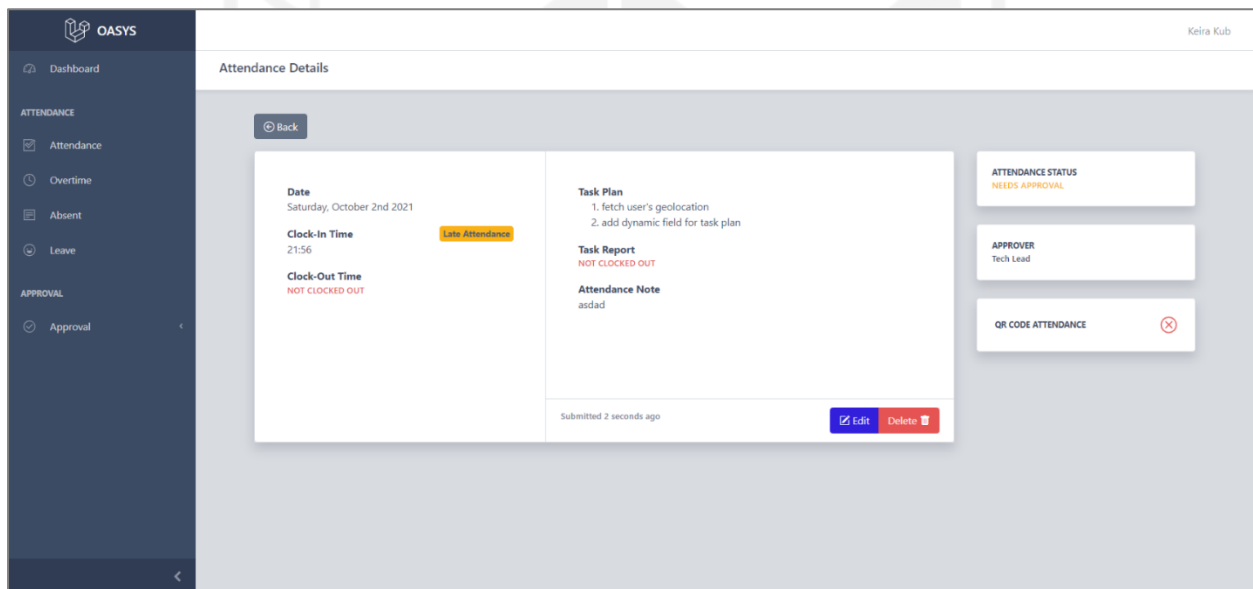 OASYS
Keira Kub
Dashboard
Attendance Details
ATTENDANCE
Attendance
Overtime
Absent
Leave
APPROVAL
Approval
Back
Date
Saturday, October 2nd 2021
Clock-In Time
Late Attendance
21:56
Clock-Out Time
NOT CLOCKED OUT
Task Plan
1. fetch user's geolocation
2. add dynamic field for task plan
Task Report
NOT CLOCKED OUT
Attendance Note
asdad
Submitted 2 seconds ago
Edit
Delete
ATTENDANCE STATUS
NEEDS APPROVAL
APPROVER
Tech Lead
QR CODE ATTENDANCE